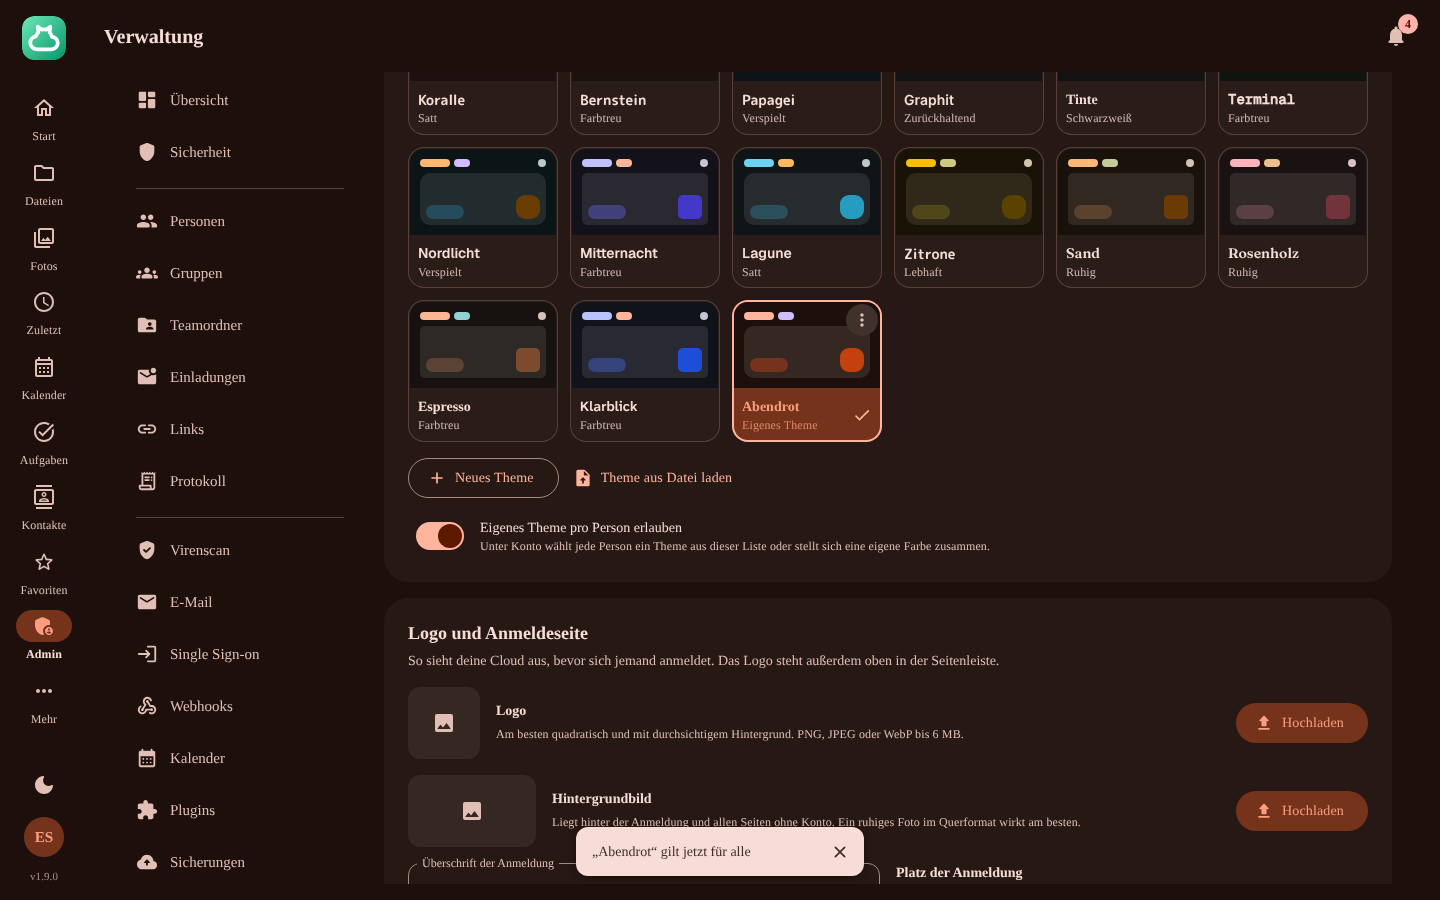 Verwaltung
4
Start
Dateien
Fotos
Zuletzt
Kalender
Aufgaben
Kontakte
Favoriten
Admin
Mehr
ES
v1.9.0
Übersicht
Sicherheit
Personen
Gruppen
Teamordner
Einladungen
Links
Protokoll
Virenscan
E-Mail
Single Sign-on
Webhooks
Kalender
Plugins
Sicherungen
Koralle
Satt
Bernstein
Farbtreu
Papagei
Verspielt
Graphit
Zurückhaltend
Tinte
Schwarzweiß
Terminal
Farbtreu
Nordlicht
Verspielt
Mitternacht
Farbtreu
Lagune
Satt
Zitrone
Lebhaft
Sand
Ruhig
Rosenholz
Ruhig
Espresso
Farbtreu
Klarblick
Farbtreu
Abendrot
Eigenes Theme
Neues Theme
Theme aus Datei laden
Eigenes Theme pro Person erlauben
Unter Konto wählt jede Person ein Theme aus dieser Liste oder stellt sich eine eigene Farbe zusammen.
Logo und Anmeldeseite
So sieht deine Cloud aus, bevor sich jemand anmeldet. Das Logo steht außerdem oben in der Seitenleiste.
Logo
Am besten quadratisch und mit durchsichtigem Hintergrund. PNG, JPEG oder WebP bis 6 MB.
Hochladen
Hintergrundbild
Liegt hinter der Anmeldung und allen Seiten ohne Konto. Ein ruhiges Foto im Querformat wirkt am besten.
Hochladen
„Abendrot“ gilt jetzt für alle
Überschrift der Anmeldung
Platz der Anmeldung